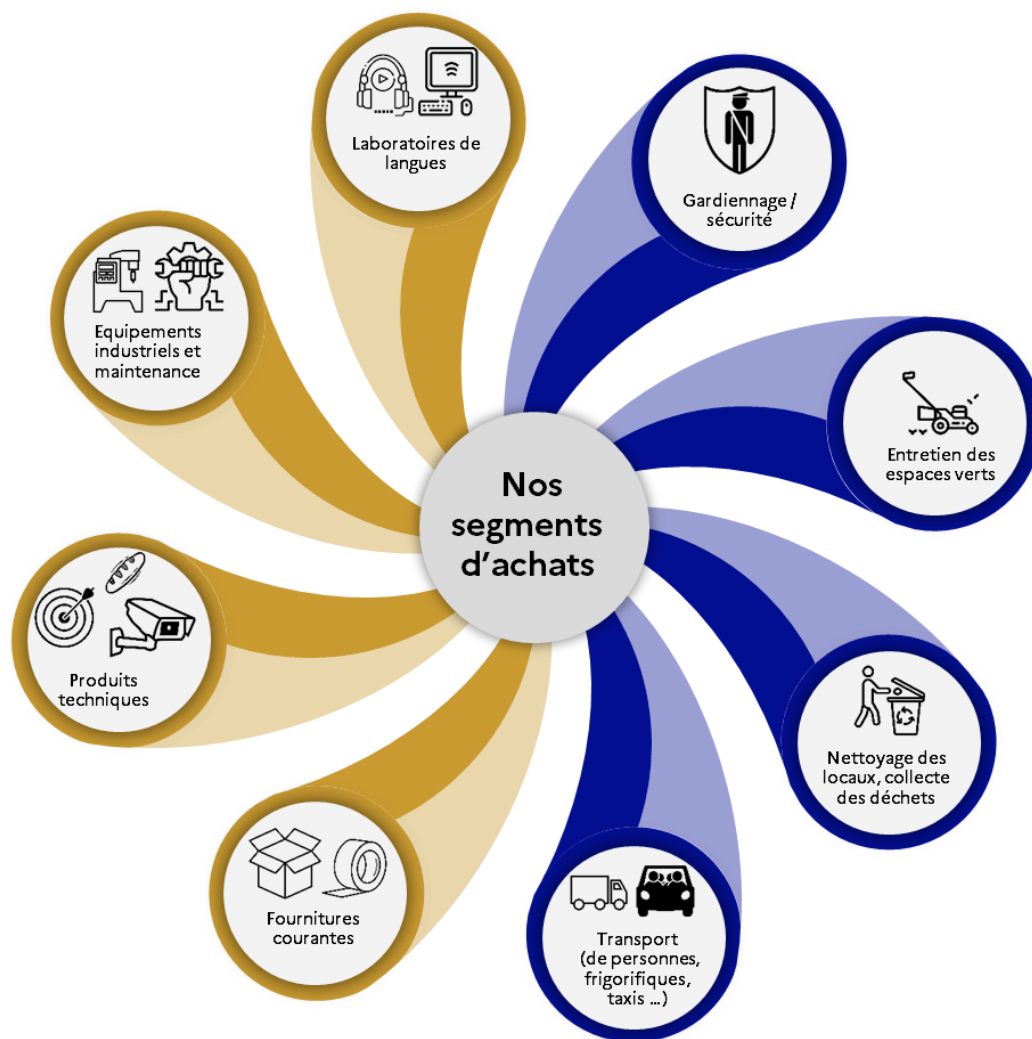 Laboratoires de
langues
Gardiennage /
sécurité
Equipements
industriels et
maintenance
Entretien des
espaces verts
Nos
segments
d’achats
Produits
techniques
Nettoyage des
locaux, collecte
des déchets
Fournitures
courantes
Transport
(de personnes,
frigorifiques,
taxis ...)